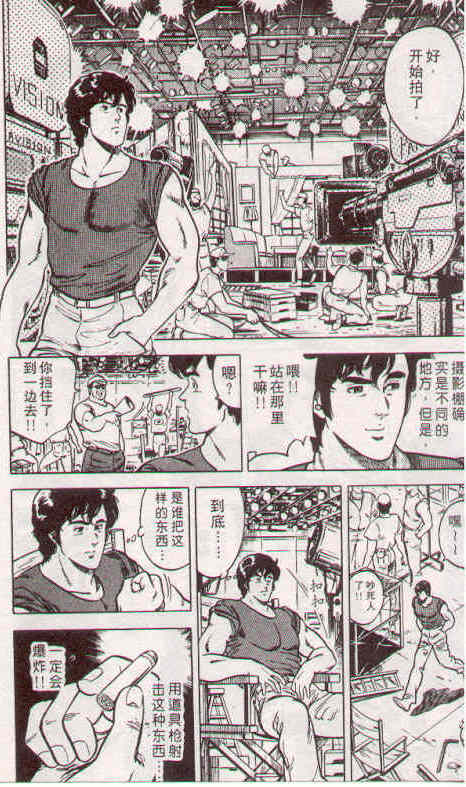 VISION
AVISION
好，
开始拍了．
摄影棚确
实是不同的
地方，但是．
喂!!
站在那里
干嘛!!
嗯？
你挡住了，
到一边去!!
嘿～～
吵死人
了!!
到底……
扣
扣
是谁把这
样的东西…
用道具枪射
击这种东西…
一定会
爆炸!!